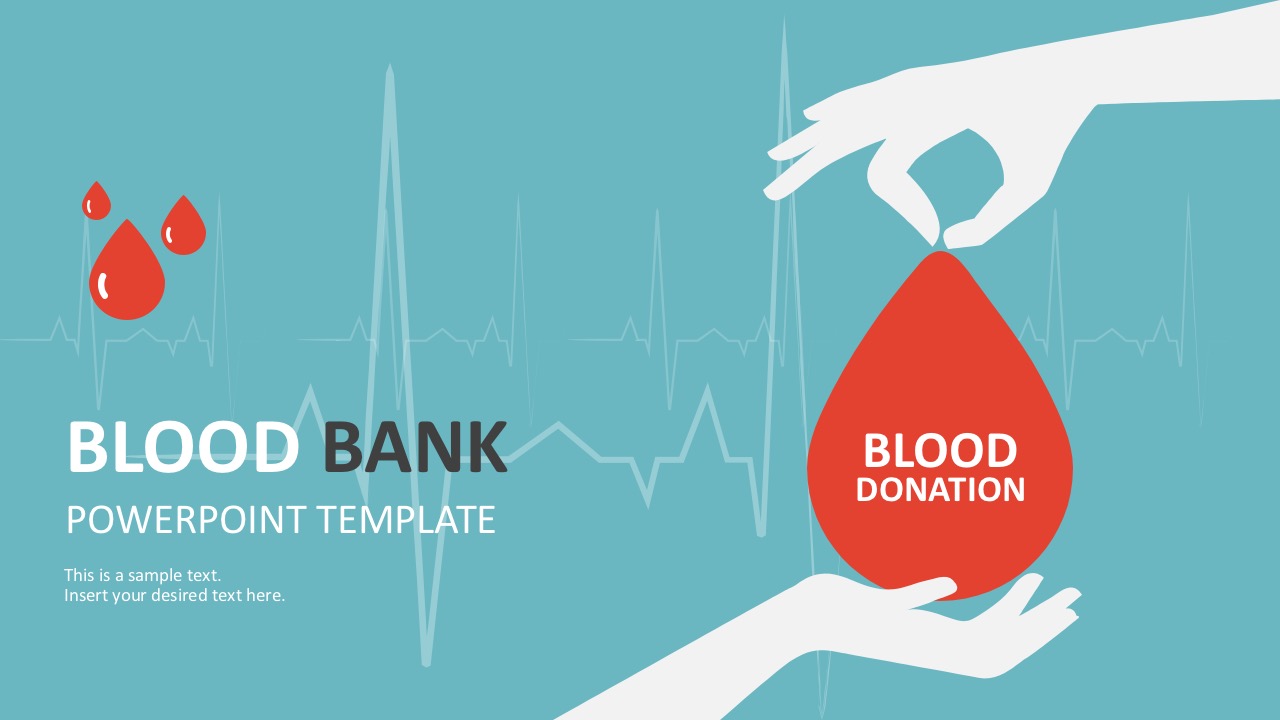 BLOOD BANK
POWERPOINT TEMPLATE
This is a sample text.
Insert your desired text here.
BLOOD
DONATION